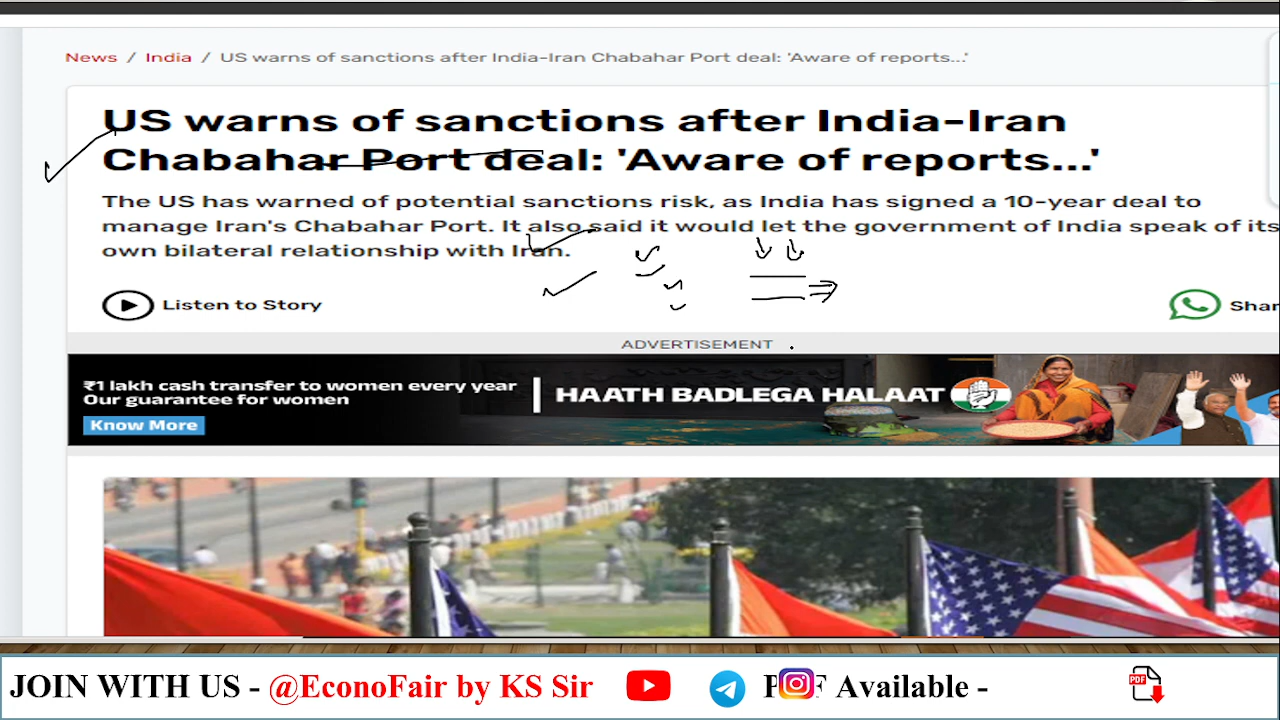 News / India / US warns of sanctions after India-Iran Chabahar Port deal: 'Aware of reports...'
US warns of sanctions after India-Iran
Chabahar Port deal: 'Aware of reports...'
The US has warned of potential sanctions risk, as India has signed a 10-year deal to
manage Iran's Chabahar Port. It also said it would let the government of India speak of its
own bilateral relationship with Iran.
Listen to Story
Shar
ADVERTISEMENT
₹1 lakh cash transfer to women every year
Our guarantee for women
HAATH BADLEGA HALAAT
Know More
JOIN WITH US - @EconoFair by KS Sir
Available -
PDF